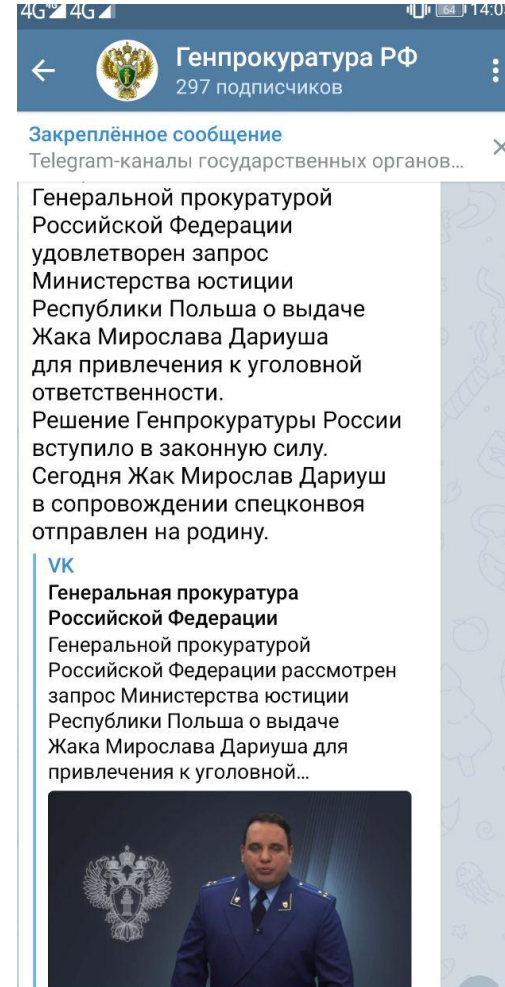 4G 4G 64 14:0
Генпрокуратура РФ
297 подписчиков
Закреплённое сообщение
Telegram-каналы государственных органов...
Генеральной прокуратурой
Российской Федерации
удовлетворен запрос
Министерства юстиции
Республики Польша о выдаче
Жака Мирослава Дариуша
для привлечения к уголовной
ответственности.
Решение Генпрокуратуры России
вступило в законную силу.
Сегодня Жак Мирослав Дариуш
в сопровождении спецконвоя
отправлен на родину.
VK
Генеральная прокуратура
Российской Федерации
Генеральной прокуратурой
Российской Федерации рассмотрен
запрос Министерства юстиции
Республики Польша о выдаче
Жака Мирослава Дариуша для
привлечения к уголовной...